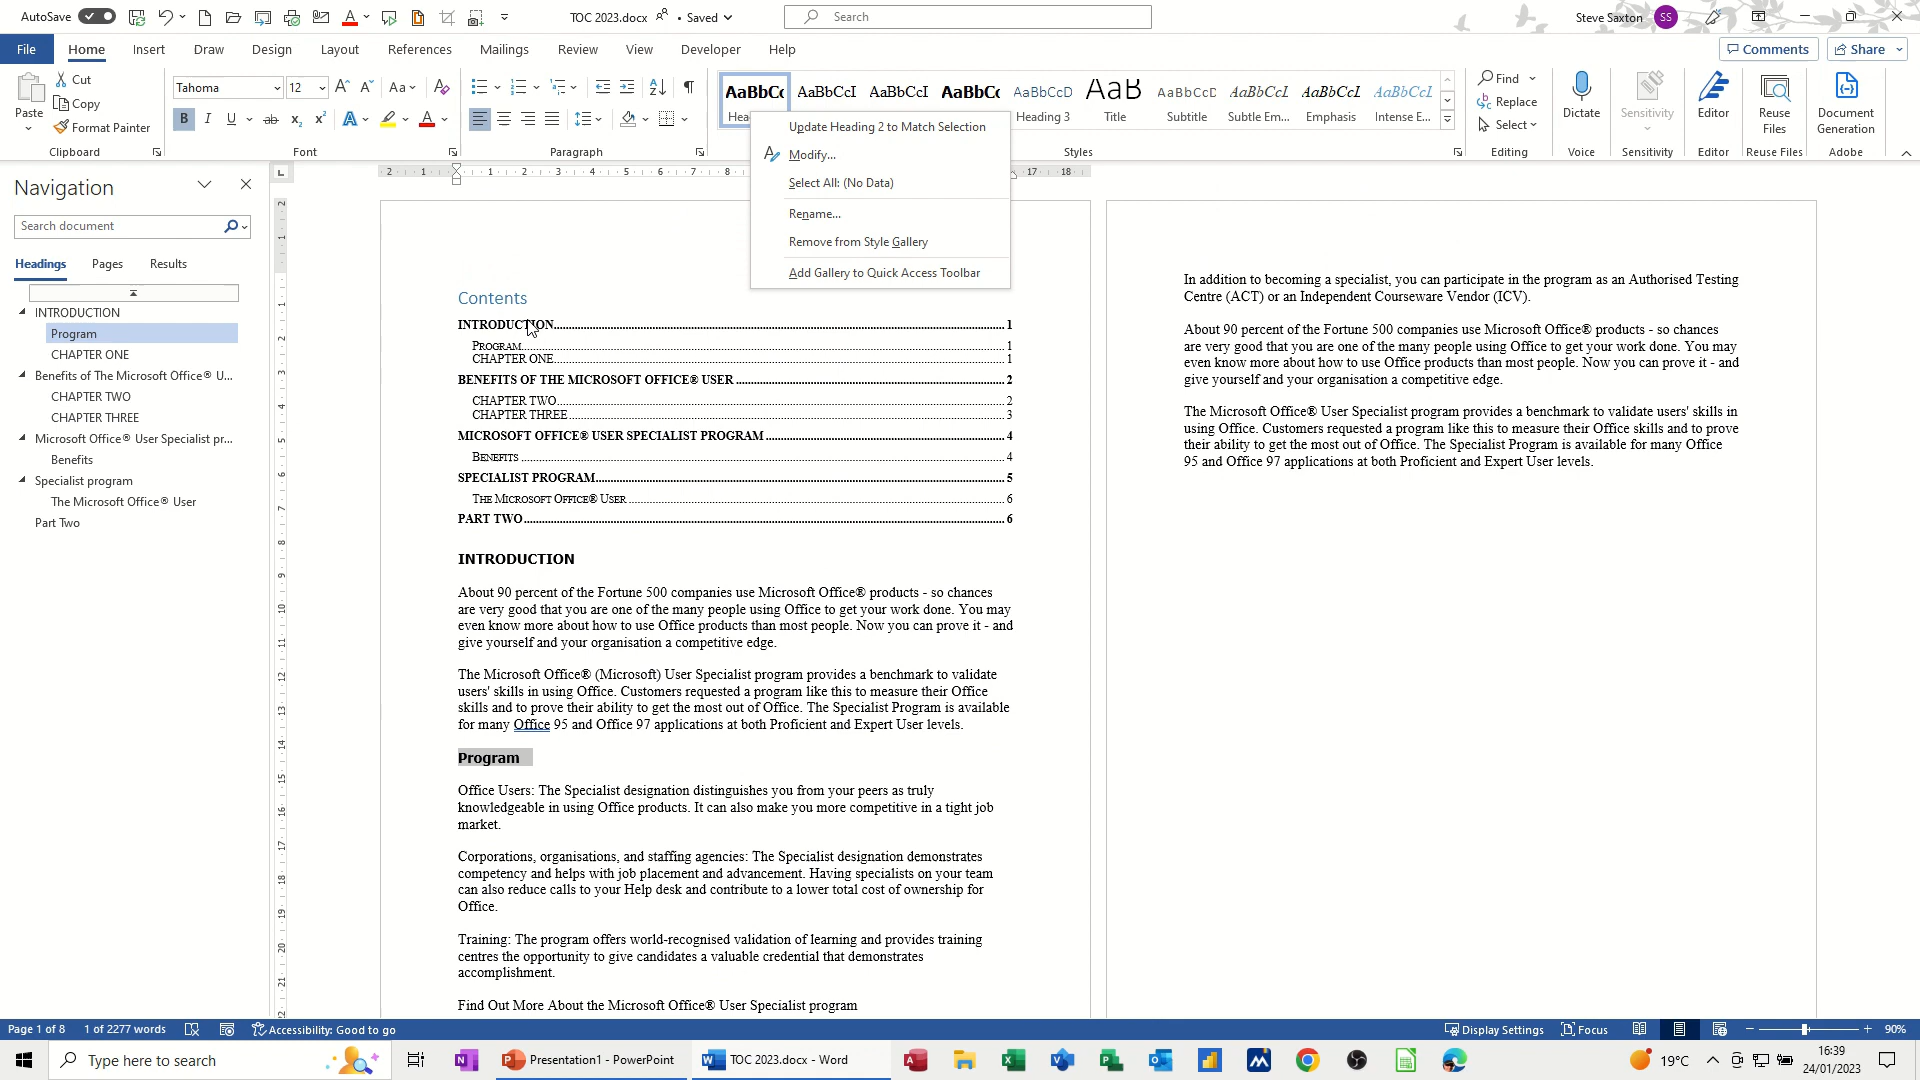 AutoSave
TOC 2023.docx • Saved
Search
Steve Saxton SS
File Home Insert Draw Design Layout References Mailings Review View Developer Help
Comments Share
Paste
Cut
Copy
Format Painter
Clipboard
Tahoma 12
Font
Paragraph
AaBbCc AaBbCcI AaBbCcI AaBbCc AaBbCcD AaB AaBbCcD AaBbCcI AaBbCcI AaBbCcI
Heading 3 Title Subtitle Subtle Em... Emphasis Intense E...
Styles
Find
Replace
Select
Editing
Dictate
Voice
Sensitivity
Sensitivity
Editor
Editor
Reuse Files
Reuse Files
Document Generation
Adobe
Update Heading 2 to Match Selection
Modify...
Select All: (No Data)
Rename...
Remove from Style Gallery
Add Gallery to Quick Access Toolbar
Navigation
Search document
Headings Pages Results
INTRODUCTION
Program
CHAPTER ONE
Benefits of The Microsoft Office® U...
CHAPTER TWO
CHAPTER THREE
Microsoft Office® User Specialist pr...
Benefits
Specialist program
The Microsoft Office® User
Part Two
Contents
INTRODUCTION 1
PROGRAM 1
CHAPTER ONE 1
BENEFITS OF THE MICROSOFT OFFICE® USER 2
CHAPTER TWO 2
CHAPTER THREE 3
MICROSOFT OFFICE® USER SPECIALIST PROGRAM 4
BENEFITS 4
SPECIALIST PROGRAM 5
THE MICROSOFT OFFICE® USER 6
PART TWO 6
INTRODUCTION
About 90 percent of the Fortune 500 companies use Microsoft Office® products - so chances
are very good that you are one of the many people using Office to get your work done. You may
even know more about how to use Office products than most people. Now you can prove it - and
give yourself and your organisation a competitive edge.
The Microsoft Office® (Microsoft) User Specialist program provides a benchmark to validate
users' skills in using Office. Customers requested a program like this to measure their Office
skills and to prove their ability to get the most out of Office. The Specialist Program is available
for many Office 95 and Office 97 applications at both Proficient and Expert User levels.
Program
Office Users: The Specialist designation distinguishes you from your peers as truly
knowledgeable in using Office products. It can also make you more competitive in a tight job
market.
Corporations, organisations, and staffing agencies: The Specialist designation demonstrates
competency and helps with job placement and advancement. Having specialists on your team
can also reduce calls to your Help desk and contribute to a lower total cost of ownership for
Office.
Training: The program offers world-recognised validation of learning and provides training
centres the opportunity to give candidates a valuable credential that demonstrates
accomplishment.
Find Out More About the Microsoft Office® User Specialist program
In addition to becoming a specialist, you can participate in the program as an Authorised Testing
Centre (ACT) or an Independent Courseware Vendor (ICV).
About 90 percent of the Fortune 500 companies use Microsoft Office® products - so chances
are very good that you are one of the many people using Office to get your work done. You may
even know more about how to use Office products than most people. Now you can prove it - and
give yourself and your organisation a competitive edge.
The Microsoft Office® User Specialist program provides a benchmark to validate users' skills in
using Office. Customers requested a program like this to measure their Office skills and to prove
their ability to get the most out of Office. The Specialist Program is available for many Office
95 and Office 97 applications at both Proficient and Expert User levels.
Page 1 of 8 1 of 2277 words Accessibility: Good to go
Display Settings Focus 90%
Type here to search
Presentation1 - PowerPoint
TOC 2023.docx - Word
19°C
16:39
24/01/2023